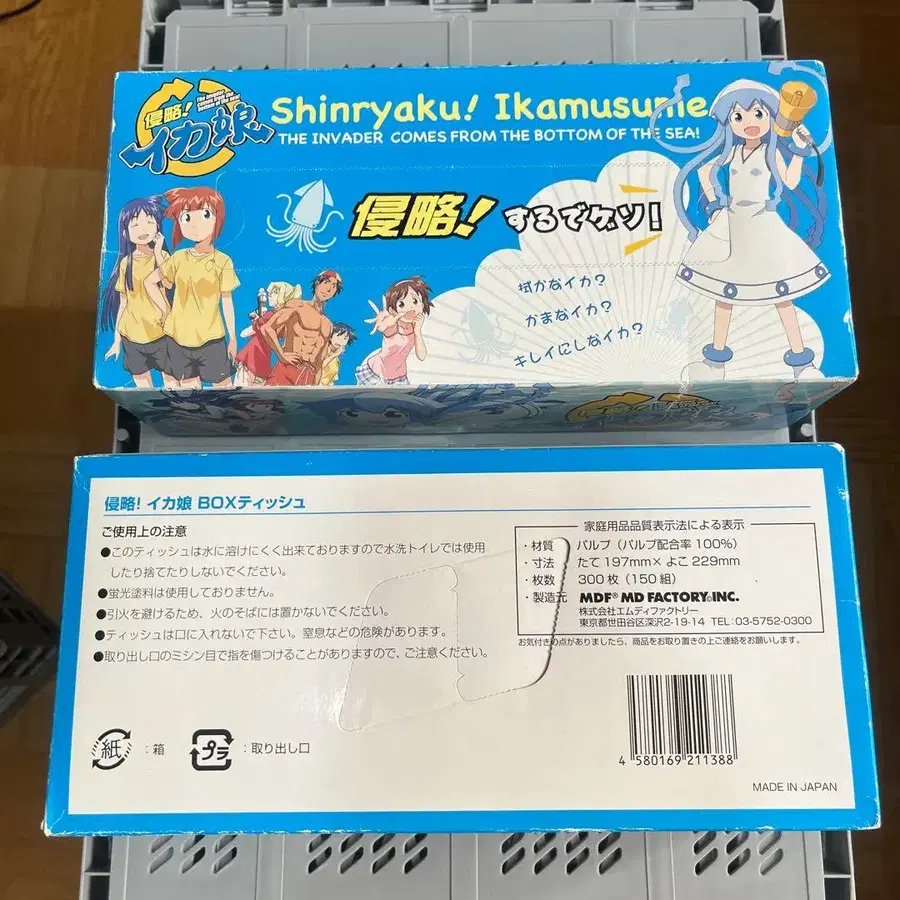 侵略!
The invader the
comes from the
bottom of the sea!
イカ娘
Shinryaku! Ikamusume
THE INVADER COMES FROM THE BOTTOM OF THE SEA!
侵略!
するでゲソ!
拭かなイカ?
かまなイカ?
キレイにしなイカ?
侵略! イカ娘 BOXティッシュ
ご使用上の注意
●このティッシュは水に溶けにくく出来ておりますので水洗トイレでは使用
したり捨てたりしないでください。
●蛍光塗料は使用しておりません。
●引火を避けるため、火のそばには置かないでください。
●ティッシュは口に入れないで下さい。窒息などの危険があります。
●取り出し口のミシン目で指を傷つけることがありますので、ご注意ください。
紙 :箱
プラ :取り出し口
家庭用品品質表示法による表示
・材質 パルプ(パルプ配合率 100%)
・寸法 たて 197mm× よこ 229mm
・枚数 300 枚(150 組)
・製造元 MDF® MD FACTORY,INC.
株式会社エムディファクトリー
東京都世田谷区深沢2-19-14 TEL:03-5752-0300
お気付きの点がありましたら、商品をお取り置きの上ご連絡をお願いします。
4 580169 211388
MADE IN JAPAN